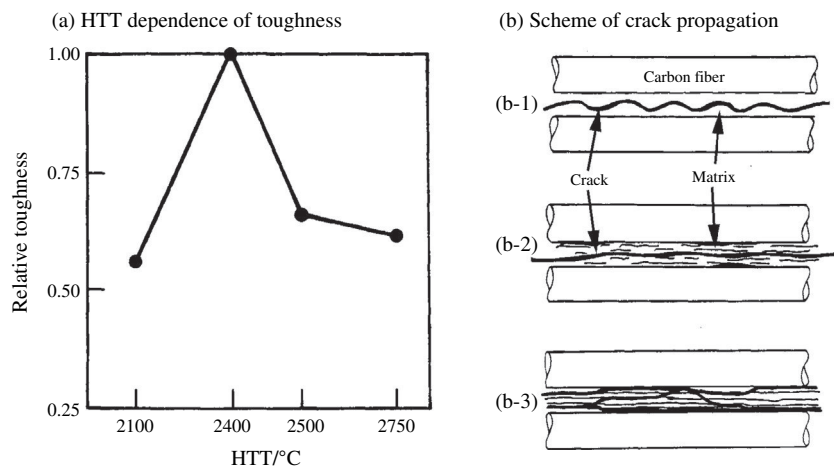 (a) HTT dependence of toughness
1.00
0.75
0.50
0.25
Relative toughness
2100 2400 2500 2750
HTT/°C
(b) Scheme of crack propagation
Carbon fiber
(b-1)
Crack
Matrix
(b-2)
(b-3)